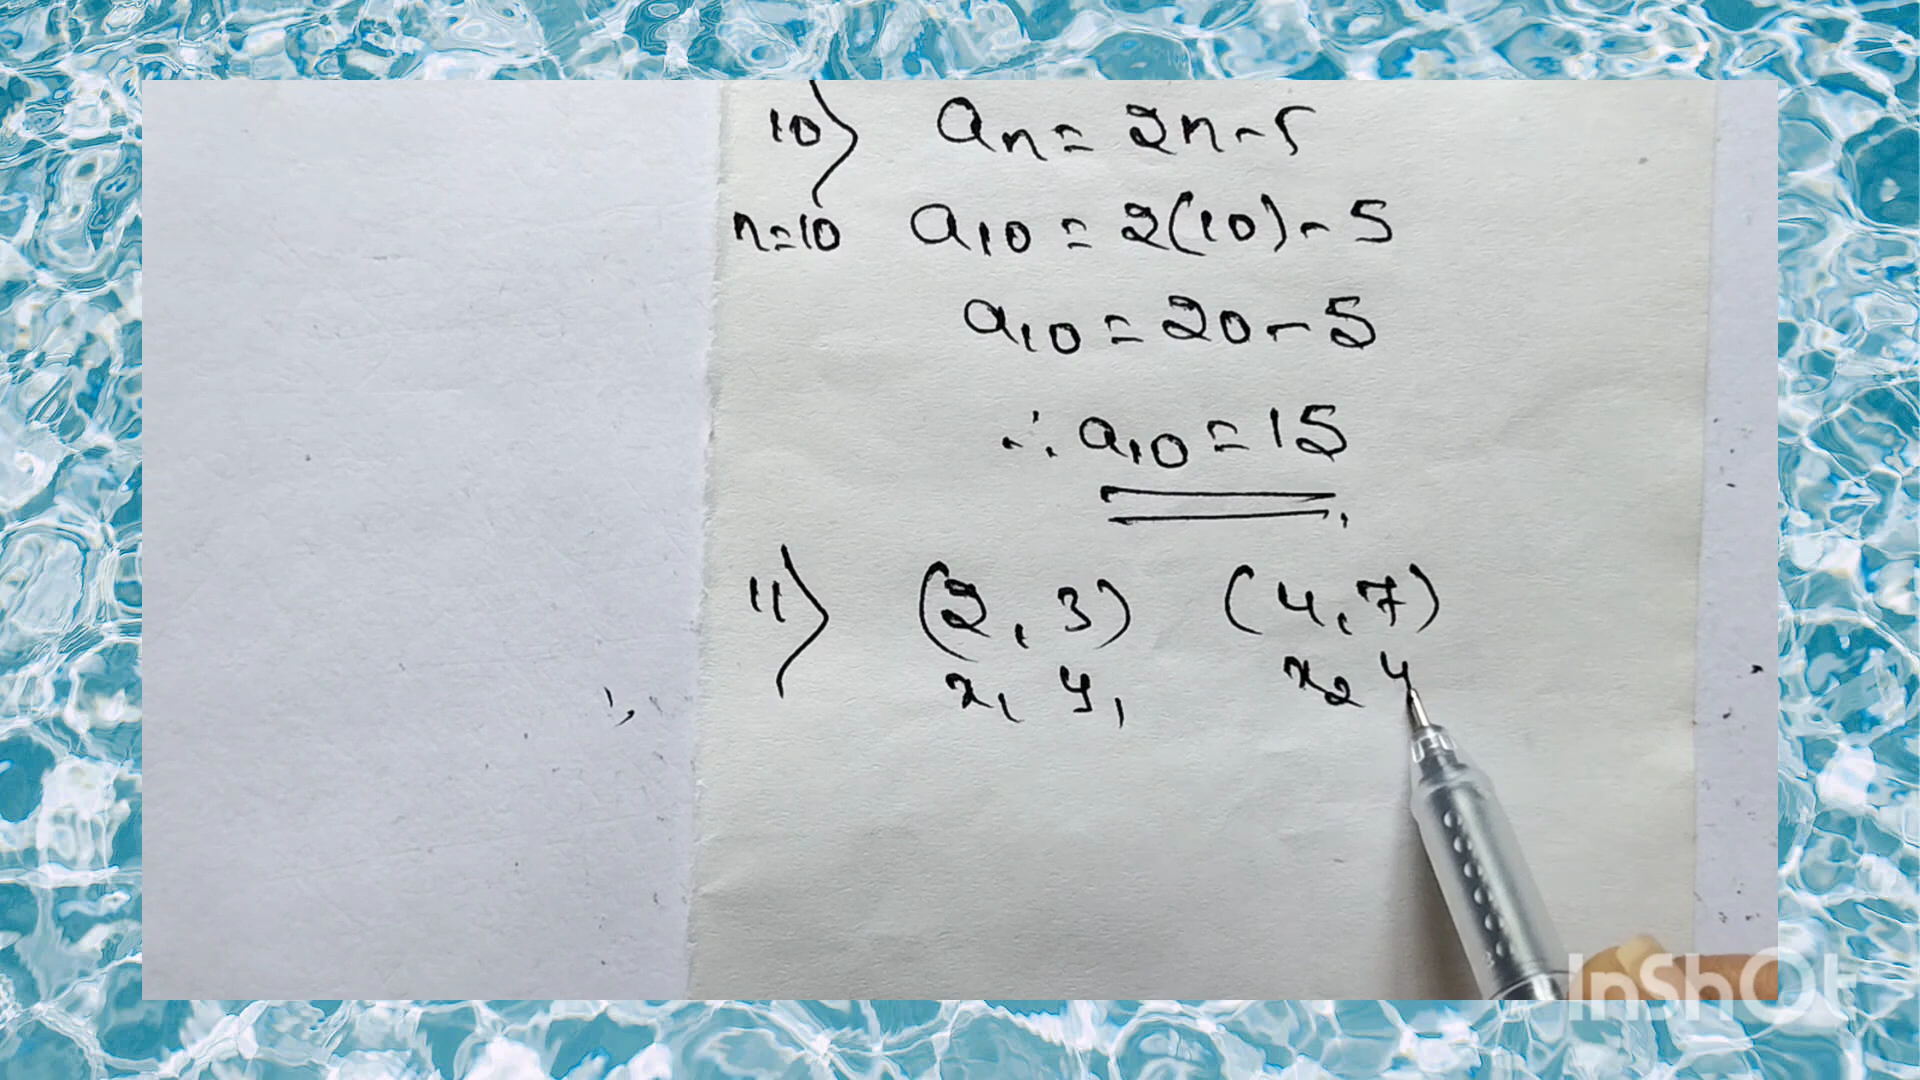 10) an = 2n - 5
n=10 a10 = 2(10) - 5
a10 = 20 - 5
∴ a10 = 15
11) (2, 3) (4, 7)
x1 y1 x2 y
InShOt